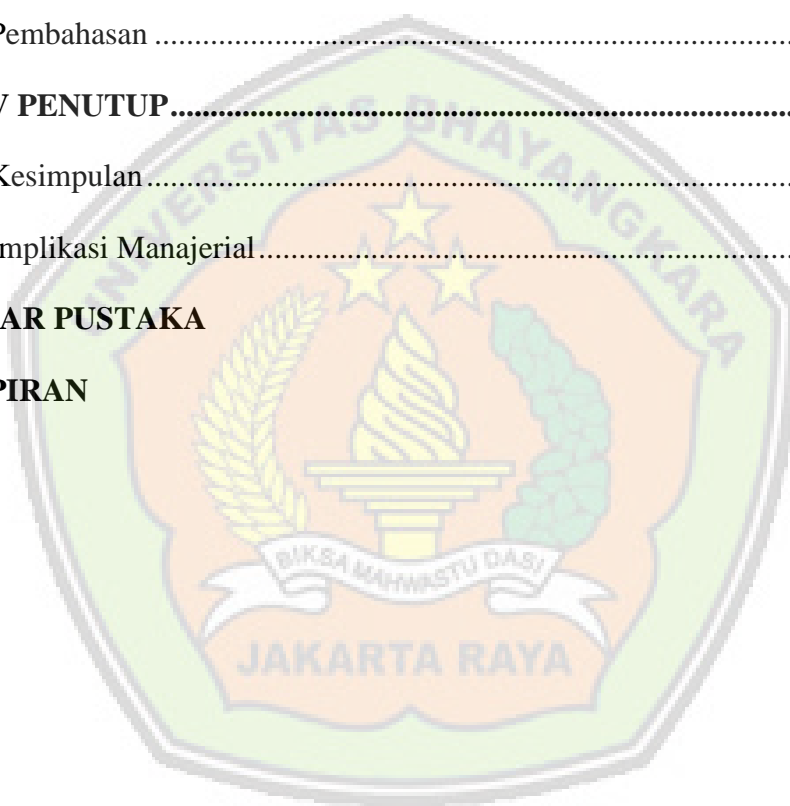 Pembahasan ....................................................................................
V PENUTUP....................................................................................
Kesimpulan....................................................................................
mplikasi Manajerial....................................................................................
AR PUSTAKA
PIRAN
UNIVERSITAS BHAYANGKARA
BIKSA MAHWASTU DASI
JAKARTA RAYA